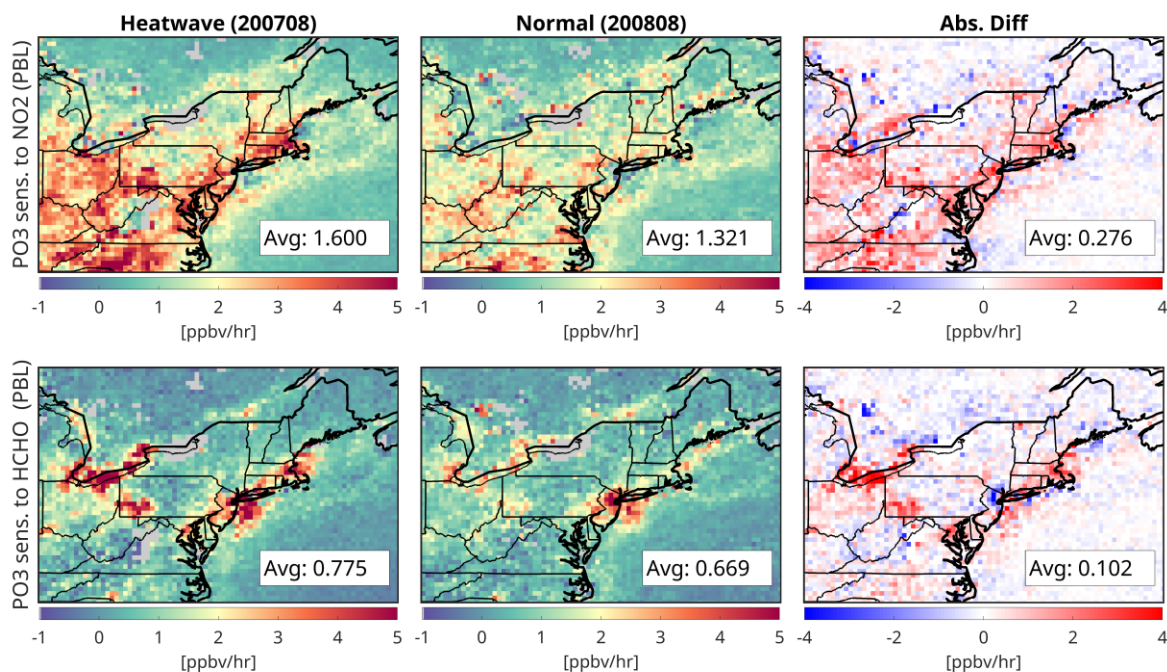 Heatwave (200708) Normal (200808) Abs. Diff
PO3 sens. to NO2 (PBL)
Avg: 1.600 Avg: 1.321 Avg: 0.276
-1 0 1 2 3 4 5 -1 0 1 2 3 4 5 -4 -2 0 2 4
[ppbv/hr] [ppbv/hr] [ppbv/hr]
PO3 sens. to HCHO (PBL)
Avg: 0.775 Avg: 0.669 Avg: 0.102
-1 0 1 2 3 4 5 -1 0 1 2 3 4 5 -4 -2 0 2 4
[ppbv/hr] [ppbv/hr] [ppbv/hr]